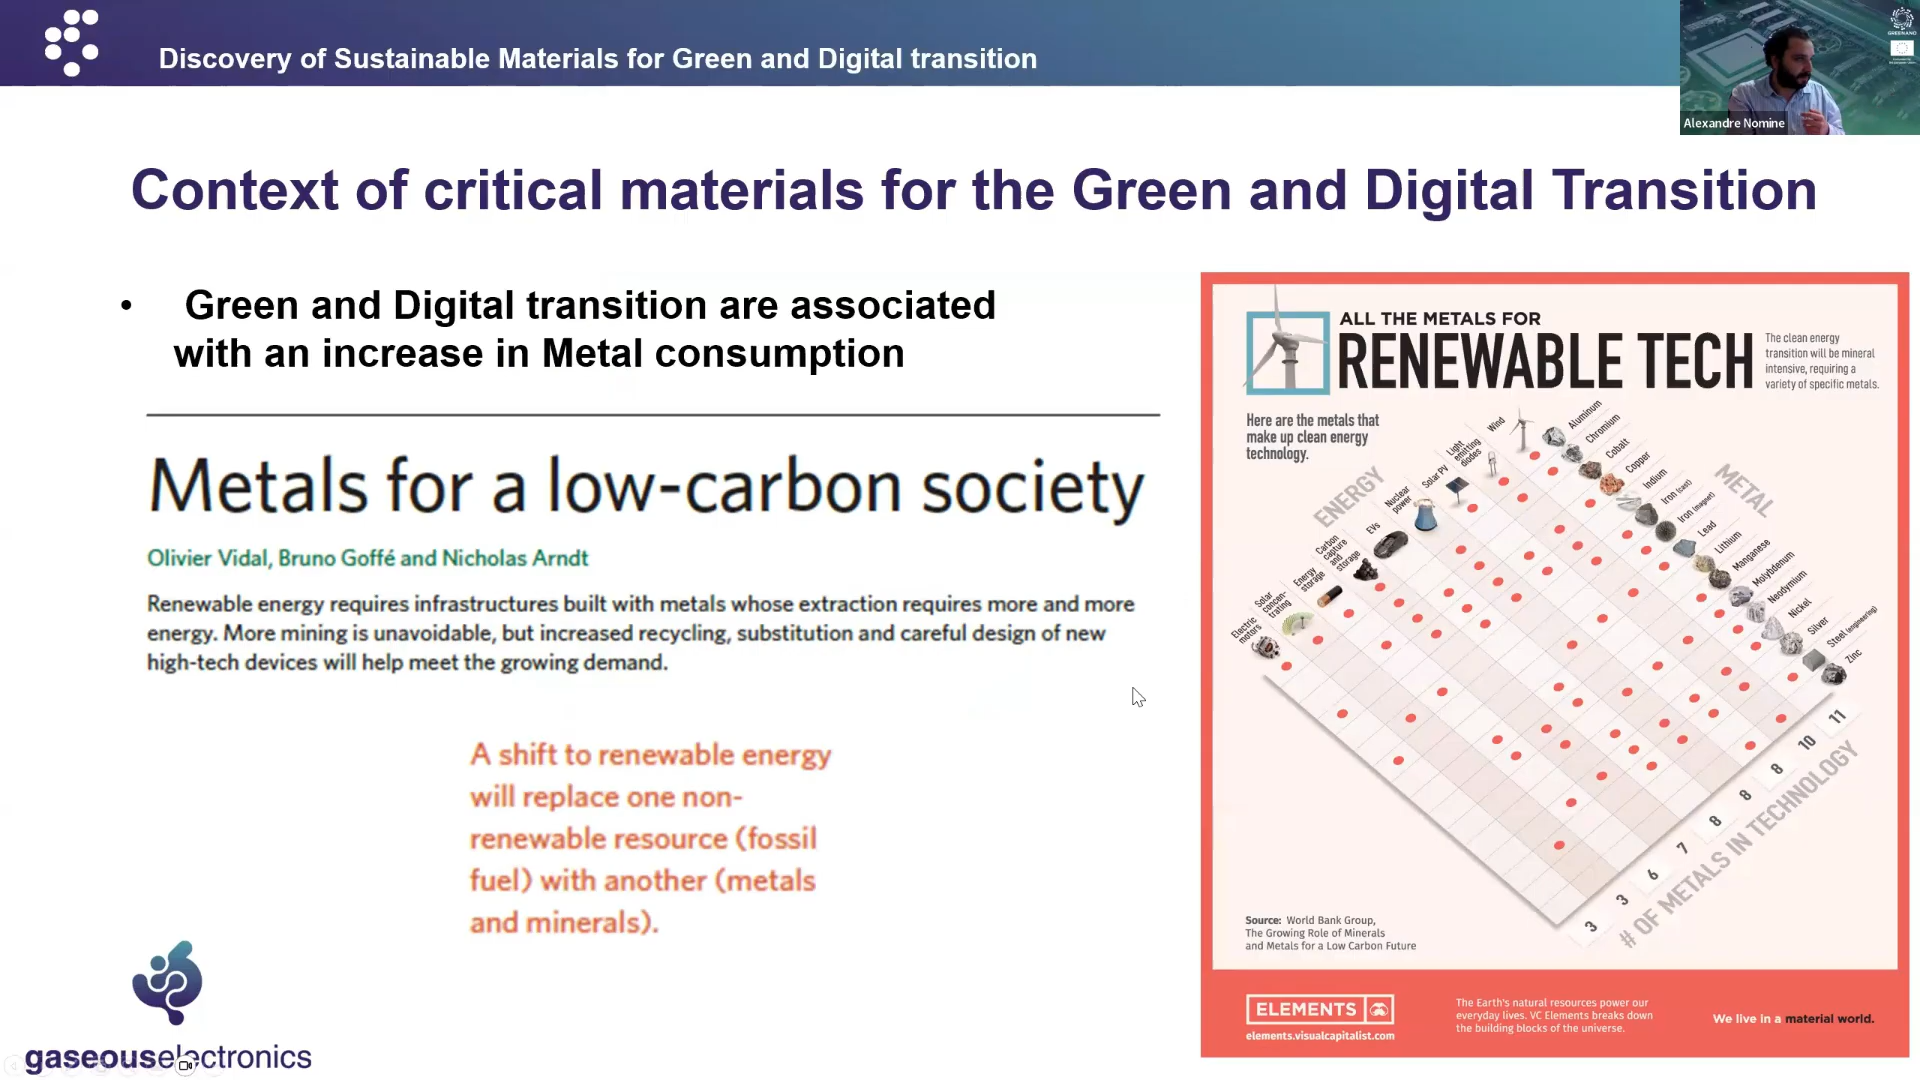 Discovery of Sustainable Materials for Green and Digital transition
GREENANO
Alexandre Nomine
Context of critical materials for the Green and Digital Transition
• Green and Digital transition are associated
with an increase in Metal consumption
Metals for a low-carbon society
Olivier Vidal, Bruno Goffé and Nicholas Arndt
Renewable energy requires infrastructures built with metals whose extraction requires more and more
energy. More mining is unavoidable, but increased recycling, substitution and careful design of new
high-tech devices will help meet the growing demand.
A shift to renewable energy
will replace one non-
renewable resource (fossil
fuel) with another (metals
and minerals).
gaseouselectronics
ALL THE METALS FOR
RENEWABLE TECH
The clean energy
transition will be mineral
intensive, requiring a
variety of specific metals.
Here are the metals that
make up clean energy
technology.
ENERGY
Wind
Light
emitting
diodes
Solar PV
Nuclear
power
EVs
Carbon
capture
and
storage
Energy
storage
Solar
concen-
trating
Electric
motors
METAL
Aluminum
Chromium
Cobalt
Copper
Indium
Iron (cast)
Iron (magnet)
Lead
Lithium
Manganese
Molybdenum
Neodymium
Nickel
Silver
Steel (engineering)
Zinc
11
10
8
8
8
7
6
3
3
# OF METALS IN TECHNOLOGY
Source: World Bank Group,
The Growing Role of Minerals
and Metals for a Low Carbon Future
ELEMENTS
elements.visualcapitalist.com
The Earth's natural resources power our
everyday lives. VC Elements breaks down
the building blocks of the universe.
We live in a material world.